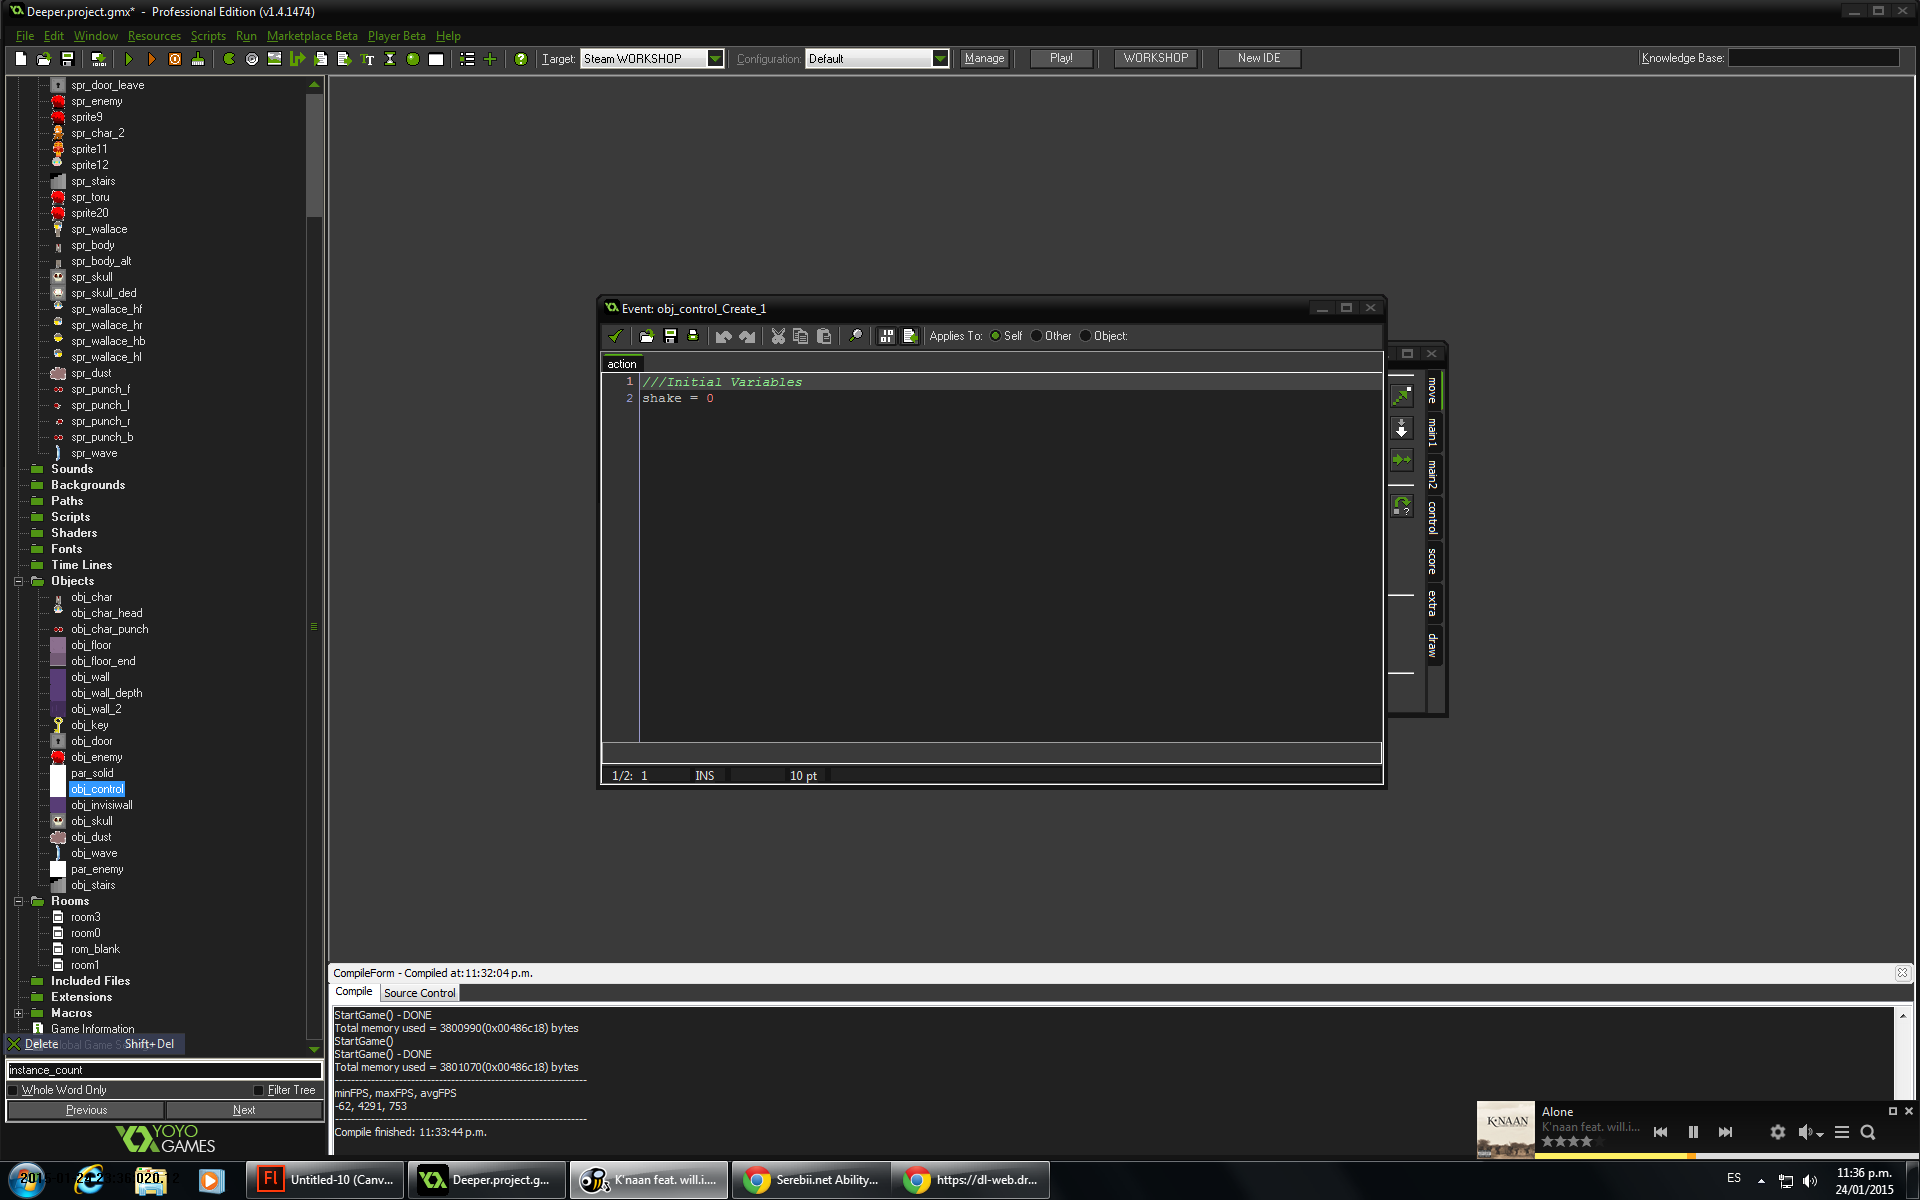 Deeper.project.gmx* - Professional Edition (v1.4.1474)
File Edit Window Resources Scripts Run Marketplace Beta Player Beta Help
Target: Steam WORKSHOP Configuration: Default Manage Play! WORKSHOP New IDE Knowledge Base:
spr_door_leave
spr_enemy
sprite9
spr_char_2
sprite11
sprite12
spr_stairs
spr_toru
sprite20
spr_wallace
spr_body
spr_body_alt
spr_skull
spr_skull_ded
spr_wallace_hf
spr_wallace_hr
spr_wallace_hb
spr_wallace_hl
spr_dust
spr_punch_f
spr_punch_l
spr_punch_r
spr_punch_b
spr_wave
Sounds
Backgrounds
Paths
Scripts
Shaders
Fonts
Time Lines
Objects
obj_char
obj_char_head
obj_char_punch
obj_floor
obj_floor_end
obj_wall
obj_wall_depth
obj_wall_2
obj_key
obj_door
obj_enemy
par_solid
obj_control
obj_invisiwall
obj_skull
obj_dust
obj_wave
par_enemy
obj_stairs
Rooms
room3
room0
rom_blank
room1
Included Files
Extensions
Macros
Game Information
Delete Shift+Del
instance_count
Whole Word Only Filter Tree
Previous Next
YOYO
GAMES
Event: obj_control_Create_1
Applies To: Self Other Object:
action
1 ///Initial Variables
2 shake = 0
1/2: 1 INS 10 pt
move
main1
main2
control
score
extra
draw
CompileForm - Compiled at: 11:32:04 p.m.
Compile Source Control
StartGame() - DONE
Total memory used = 3800990(0x00486c18) bytes
StartGame()
StartGame() - DONE
Total memory used = 3801070(0x00486c18) bytes
minFPS, maxFPS, avgFPS
-62, 4291, 753
Compile finished: 11:33:44 p.m.
K'NAAN
Alone
K'naan feat. will.i....
Untitled-10 (Canv...
Deeper.project.g...
K'naan feat. will.i....
Serebii.net Ability...
https://dl-web.dr...
ES
11:36 p.m.
24/01/2015